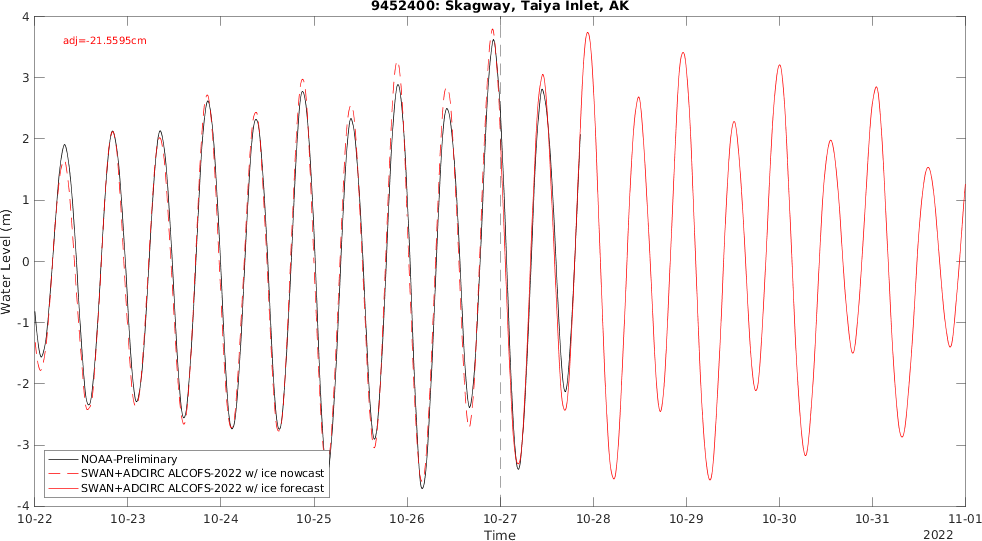 9452400: Skagway, Taiya Inlet, AK
adj=-21.5595cm
Water Level (m)
4
3
2
1
0
-1
-2
-3
-4
NOAA-Preliminary
SWAN+ADCIRC ALCOFS-2022 w/ ice nowcast
SWAN+ADCIRC ALCOFS-2022 w/ ice forecast
10-22 10-23 10-24 10-25 10-26 10-27 10-28 10-29 10-30 10-31 11-01
Time
2022